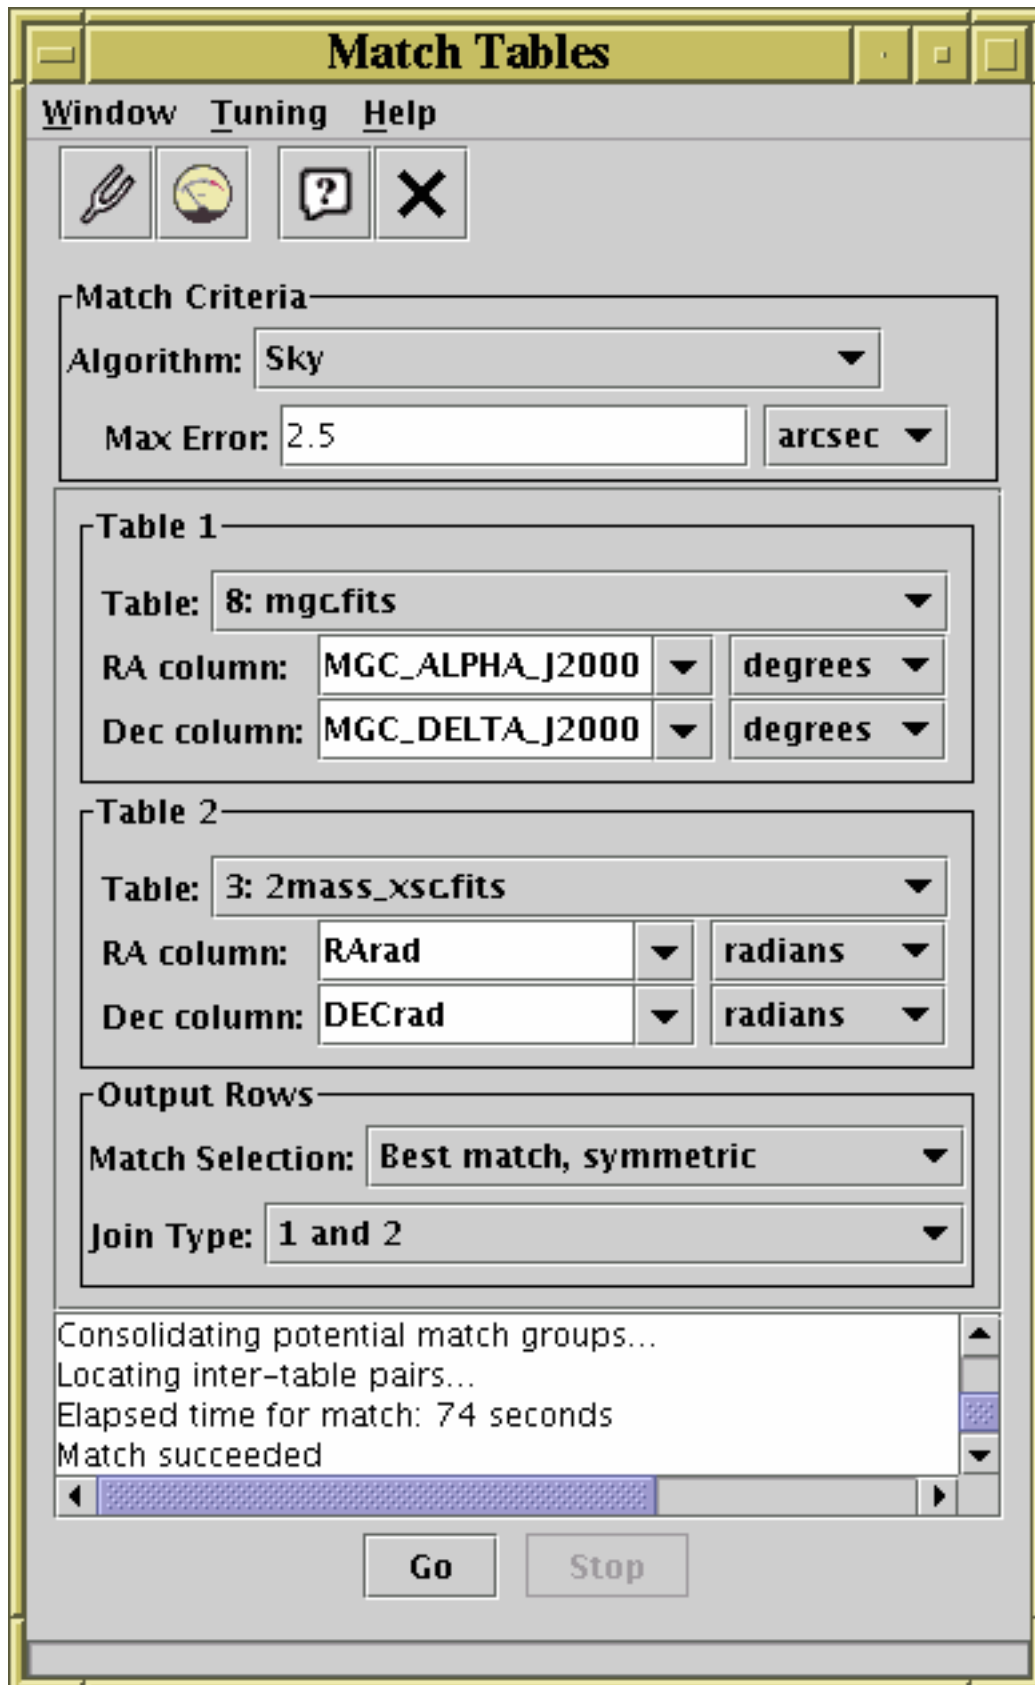 Match Tables
Window Tuning Help
?
Match Criteria
Algorithm: Sky
Max Error: 2.5 arcsec
Table 1
Table: 8: mgc.fits
RA column: MGC_ALPHA_J2000 degrees
Dec column: MGC_DELTA_J2000 degrees
Table 2
Table: 3: 2mass_xsc.fits
RA column: RArad radians
Dec column: DECrad radians
Output Rows
Match Selection: Best match, symmetric
Join Type: 1 and 2
Consolidating potential match groups...
Locating inter-table pairs...
Elapsed time for match: 74 seconds
Match succeeded
Go Stop